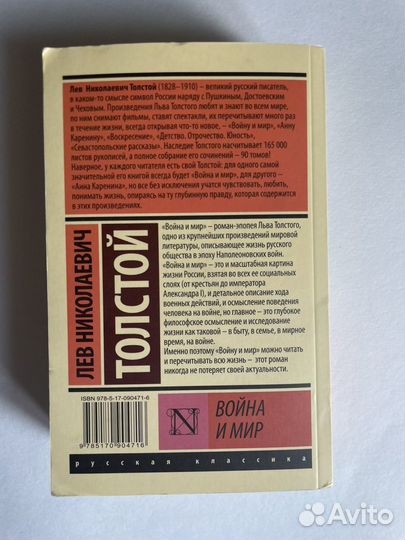 Лев Николаевич Толстой (1828–1910) – великий русский писатель,
в каком-то смысле символ России наряду с Пушкиным, Достоевским
и Чеховым. Произведения Льва Толстого любят и знают во всем мире,
по ним снимают фильмы, ставят спектакли, их перечитывают много раз
в течение жизни, всегда открывая что-то новое, – «Войну и мир», «Анну
Каренину», «Воскресение», «Детство. Отрочество. Юность»,
«Севастопольские рассказы». Наследие Толстого насчитывает 165 000
листов рукописей, а полное собрание его сочинений – 90 томов!
Наверное, у каждого читателя есть свой Толстой: для одного самой
значительной его книгой всегда будет «Война и мир», для другого –
«Анна Каренина», но все без исключения учатся чувствовать, любить,
понимать жизнь, опираясь на ту глубинную правду, которая содержится
в этих произведениях.
ЛЕВ НИКОЛАЕВИЧ
ТОЛСТОЙ
«Война и мир» – роман-эпопея Льва Толстого,
одно из крупнейших произведений мировой
литературы, описывающее жизнь русского
общества в эпоху Наполеоновских войн.
«Война и мир» – это и масштабная картина
жизни России, взятая во всех ее социальных
слоях (от крестьян до императора
Александра I), и детальное описание хода
военных действий, и осмысление поведения
человека на войне, но главное – это глубокое
философское осмысление и исследование
жизни как таковой – в быту, в семье, в мирное
время, на войне.
Именно поэтому «Войну и мир» можно читать
и перечитывать всю жизнь – этот роман
никогда не потеряет своей актуальности.
ISBN 978-5-17-090471-6
9 785170 904716
N
ВОЙНА
И МИР
русская классика
Avito